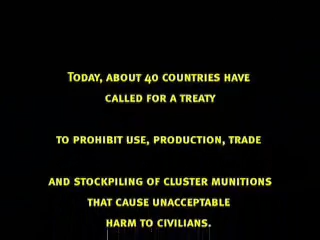 Today, about 40 countries have
called for a treaty
to prohibit use, production, trade
and stockpiling of cluster munitions
that cause unacceptable
harm to civilians.